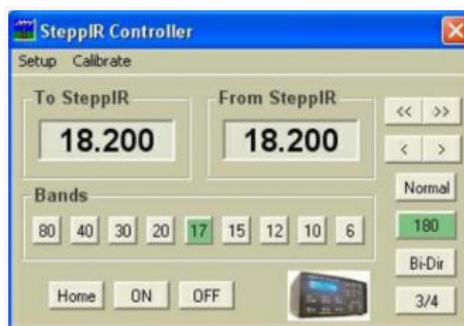 SteppIR Controller
Setup Calibrate
To SteppIR From SteppIR
18.200 18.200
<< >>
< >
Bands
80 40 30 20 17 15 12 10 6
Normal
180
Bi-Dir
3/4
Home ON OFF